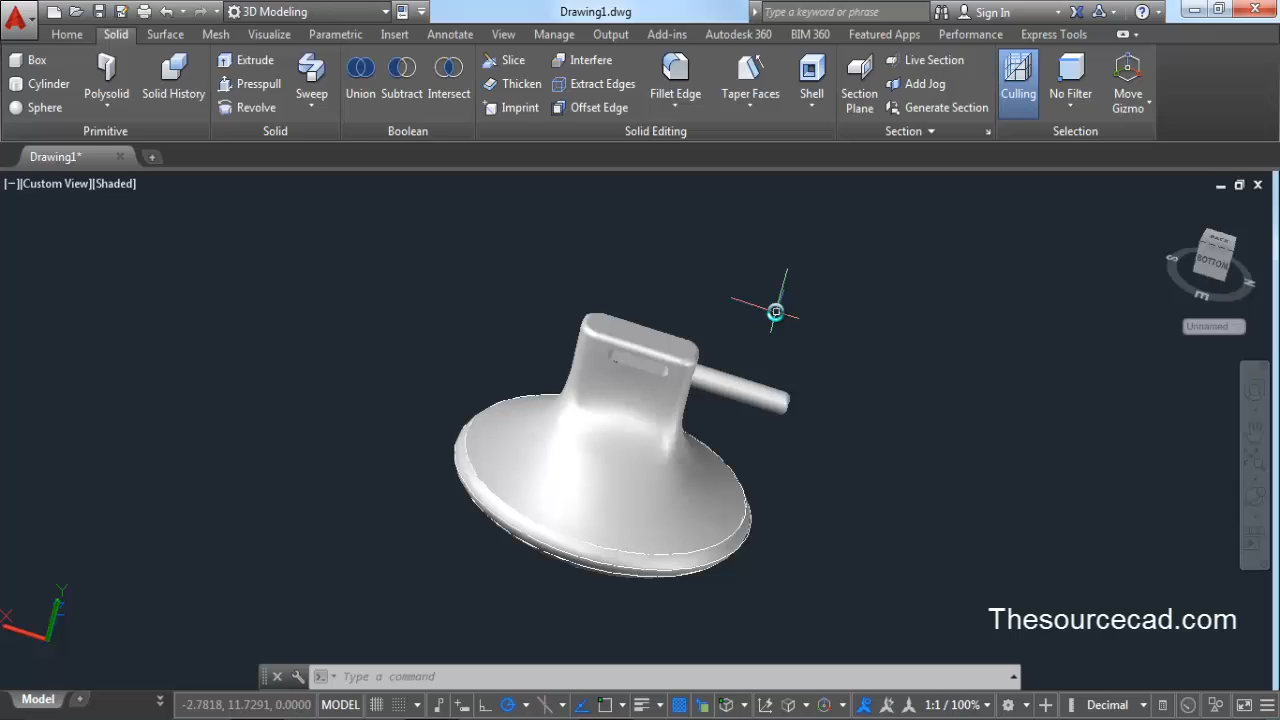 3D Modeling
Drawing1.dwg
Type a keyword or phrase
Sign In
Home Solid Surface Mesh Visualize Parametric Insert Annotate View Manage Output Add-ins Autodesk 360 BIM 360 Featured Apps Performance Express Tools
Box
Cylinder
Sphere
Polysolid
Solid History
Extrude
Presspull
Revolve
Sweep
Union
Subtract
Intersect
Slice
Thicken
Imprint
Interfere
Extract Edges
Offset Edge
Fillet Edge
Taper Faces
Shell
Section
Plane
Live Section
Add Jog
Generate Section
Culling
No Filter
Move
Gizmo
Primitive
Solid
Boolean
Solid Editing
Section
Selection
Drawing1*
[−][Custom View][Shaded]
BOTTOM
S
E
N
Unnamed
Y
X
Thesourcecad.com
Type a command
Model
-2.7818, 11.7291, 0.0000
MODEL
1:1 / 100%
Decimal